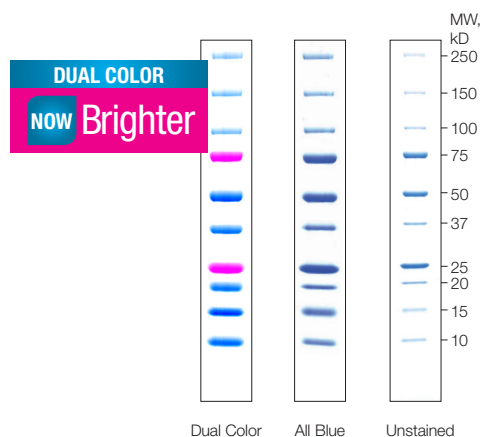 MW,
kD
DUAL COLOR
NOW Brighter
250
150
100
75
50
37
25
20
15
10
Dual Color
All Blue
Unstained